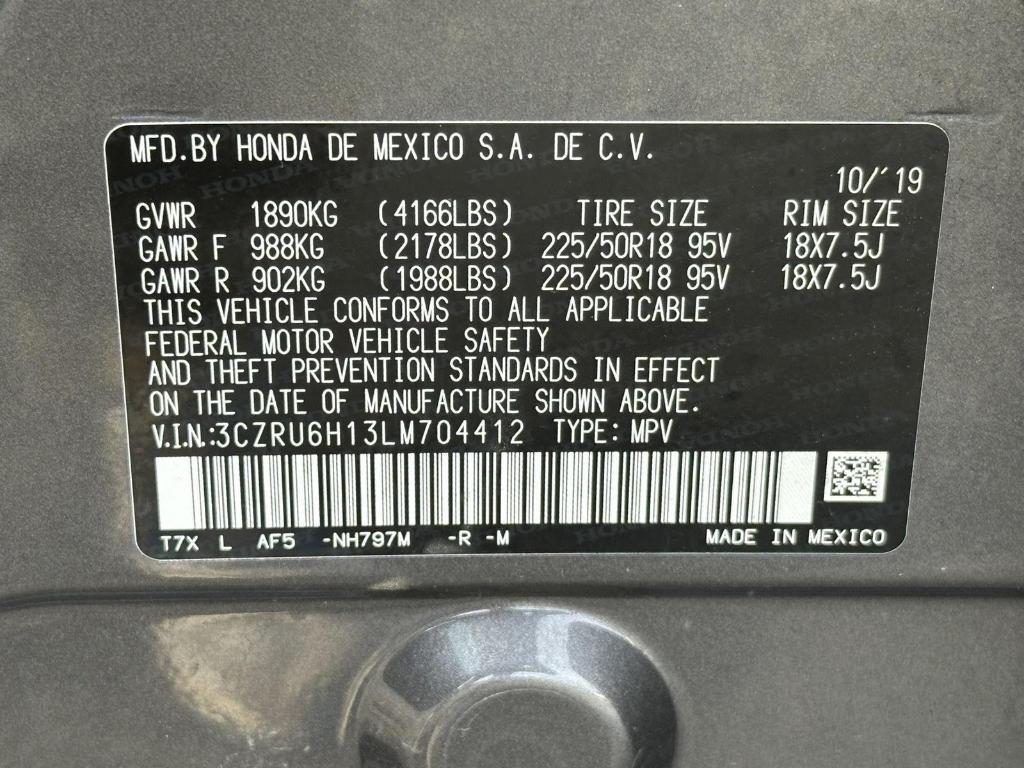 MFD.BY HONDA DE MEXICO S.A. DE C.V.
10/'19
GVWR 1890KG (4166LBS) TIRE SIZE RIM SIZE
GAWR F 988KG (2178LBS) 225/50R18 95V 18X7.5J
GAWR R 902KG (1988LBS) 225/50R18 95V 18X7.5J
THIS VEHICLE CONFORMS TO ALL APPLICABLE
FEDERAL MOTOR VEHICLE SAFETY
AND THEFT PREVENTION STANDARDS IN EFFECT
ON THE DATE OF MANUFACTURE SHOWN ABOVE.
V.I.N.:3CZRU6H13LM704412 TYPE: MPV
T7X L AF5 -NH797M -R -M MADE IN MEXICO